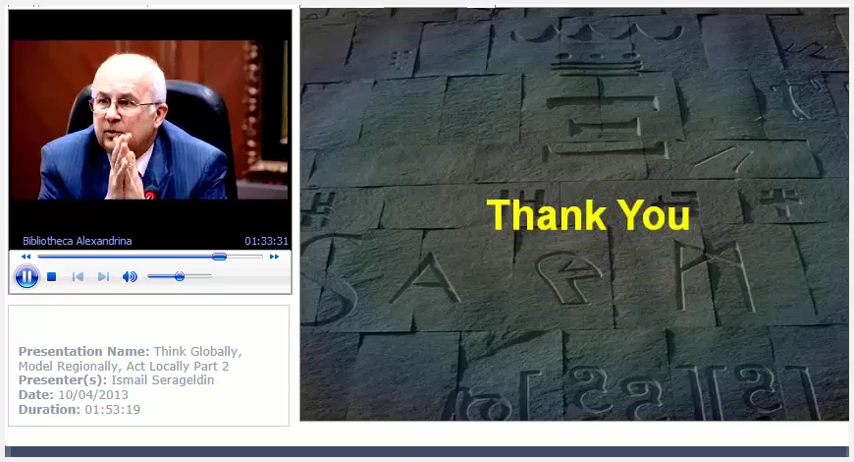 Thank You
Bibliotheca Alexandrina 01:33:31
Presentation Name: Think Globally,
Model Regionally, Act Locally Part 2
Presenter(s): Ismail Serageldin
Date: 10/04/2013
Duration: 01:53:19